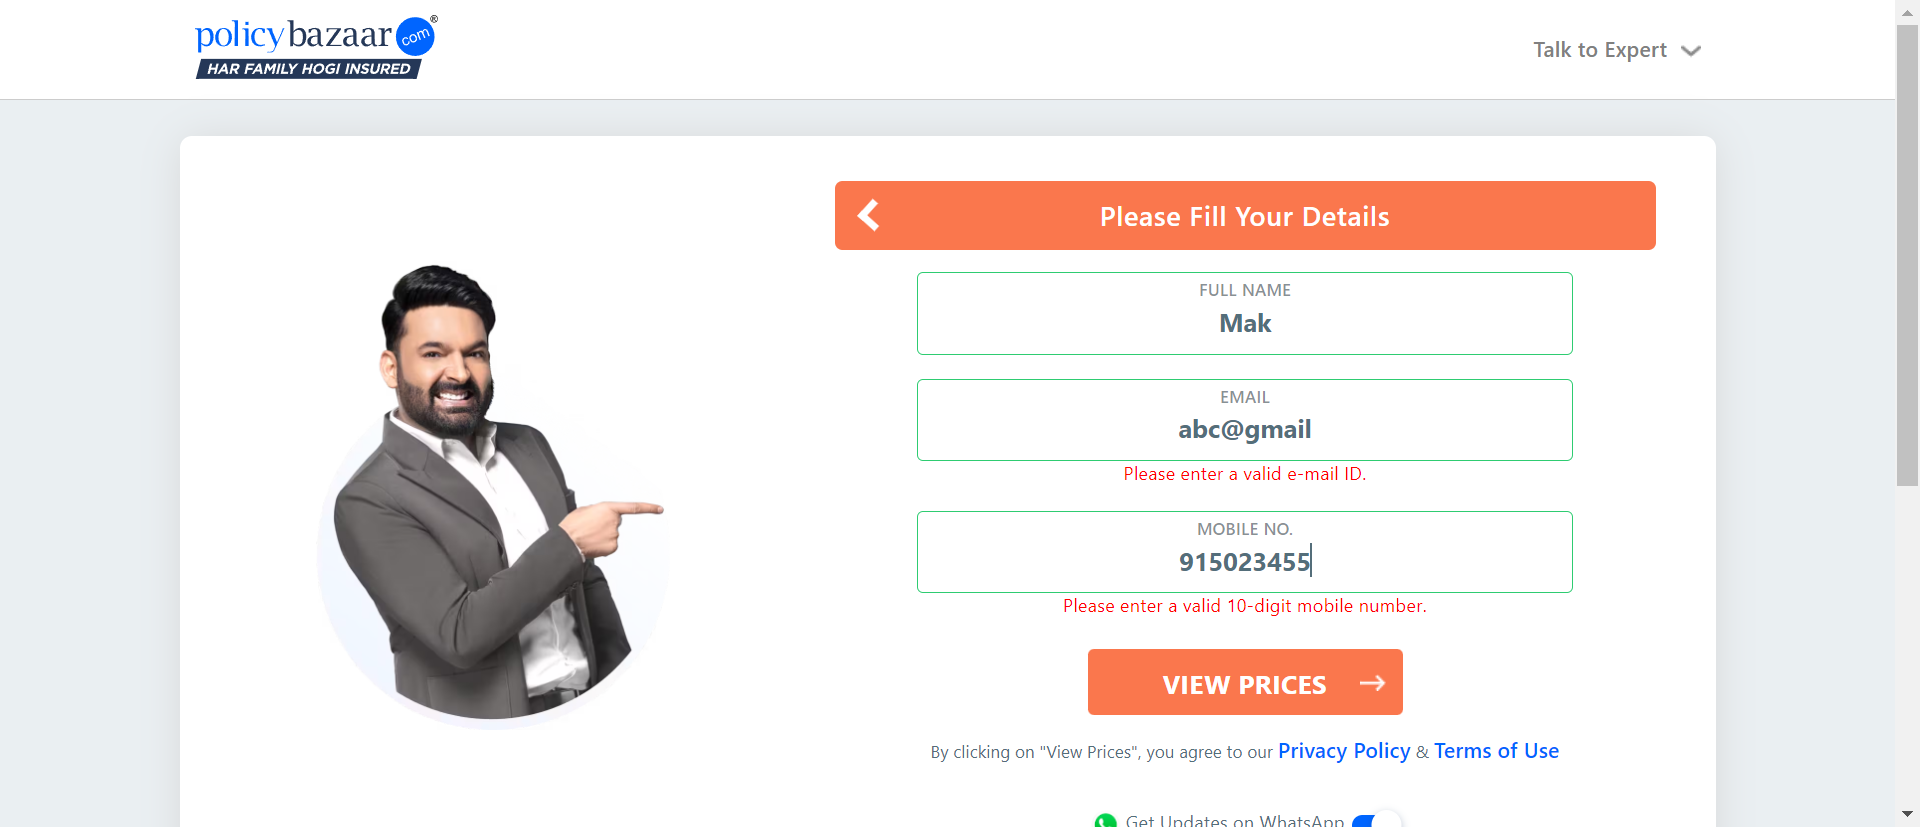 policybazaar com®
HAR FAMILY HOGI INSURED
Talk to Expert
Please Fill Your Details
FULL NAME
Mak
EMAIL
abc@gmail
Please enter a valid e-mail ID.
MOBILE NO.
915023455
Please enter a valid 10-digit mobile number.
VIEW PRICES
By clicking on "View Prices", you agree to our Privacy Policy & Terms of Use
Get Updates on WhatsApp